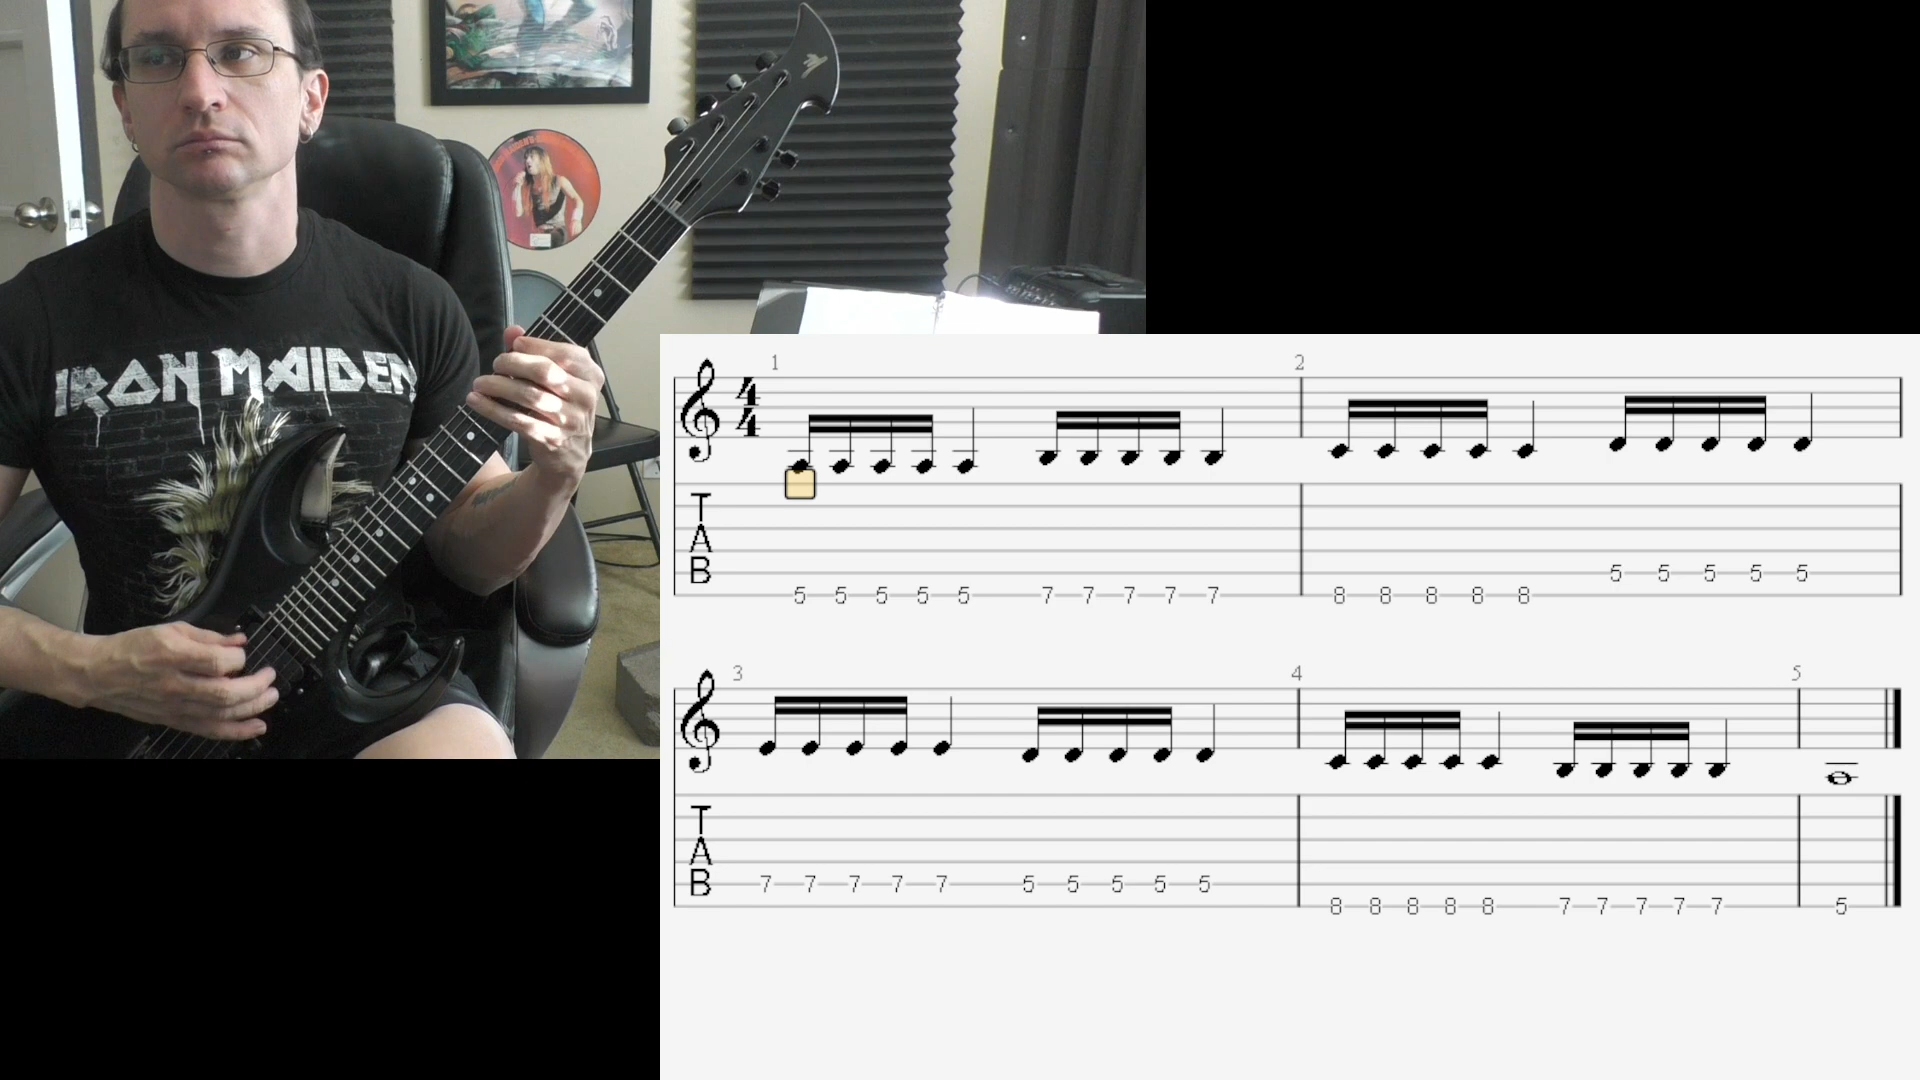 IRON MAIDEN
1 2
4
4
T
A
B
5 5 5 5 5 7 7 7 7 7 8 8 8 8 8 5 5 5 5 5
3 4 5
T
A
B
7 7 7 7 7 5 5 5 5 5 8 8 8 8 8 7 7 7 7 7 5